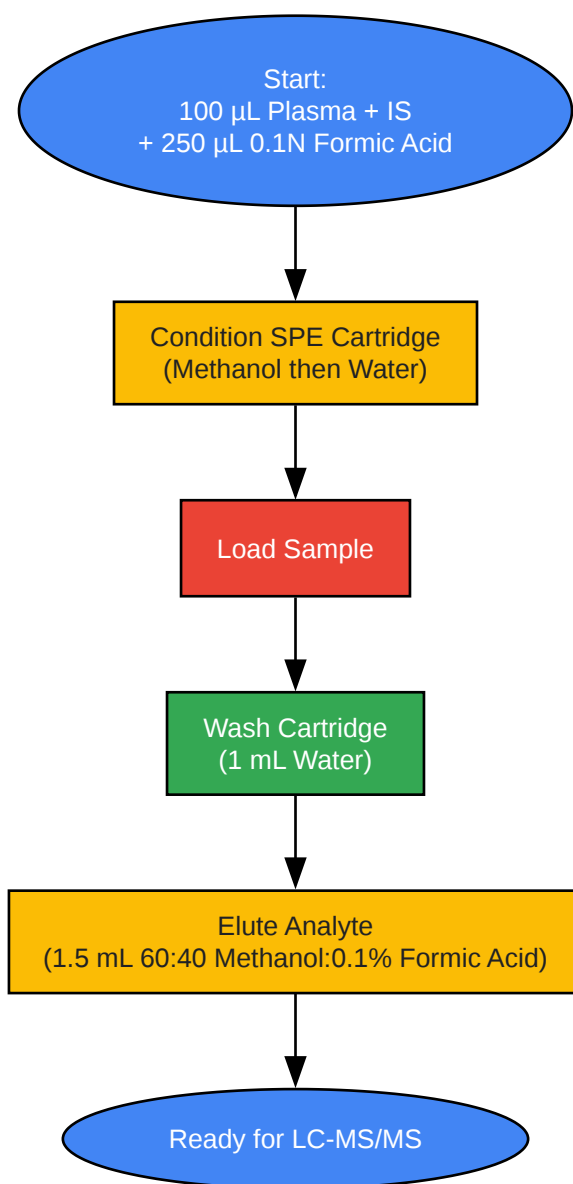 Start:
100 µL Plasma + IS
+ 250 µL 0.1N Formic Acid
Condition SPE Cartridge
(Methanol then Water)
Load Sample
Wash Cartridge
(1 mL Water)
Elute Analyte
(1.5 mL 60:40 Methanol:0.1% Formic Acid)
Ready for LC-MS/MS